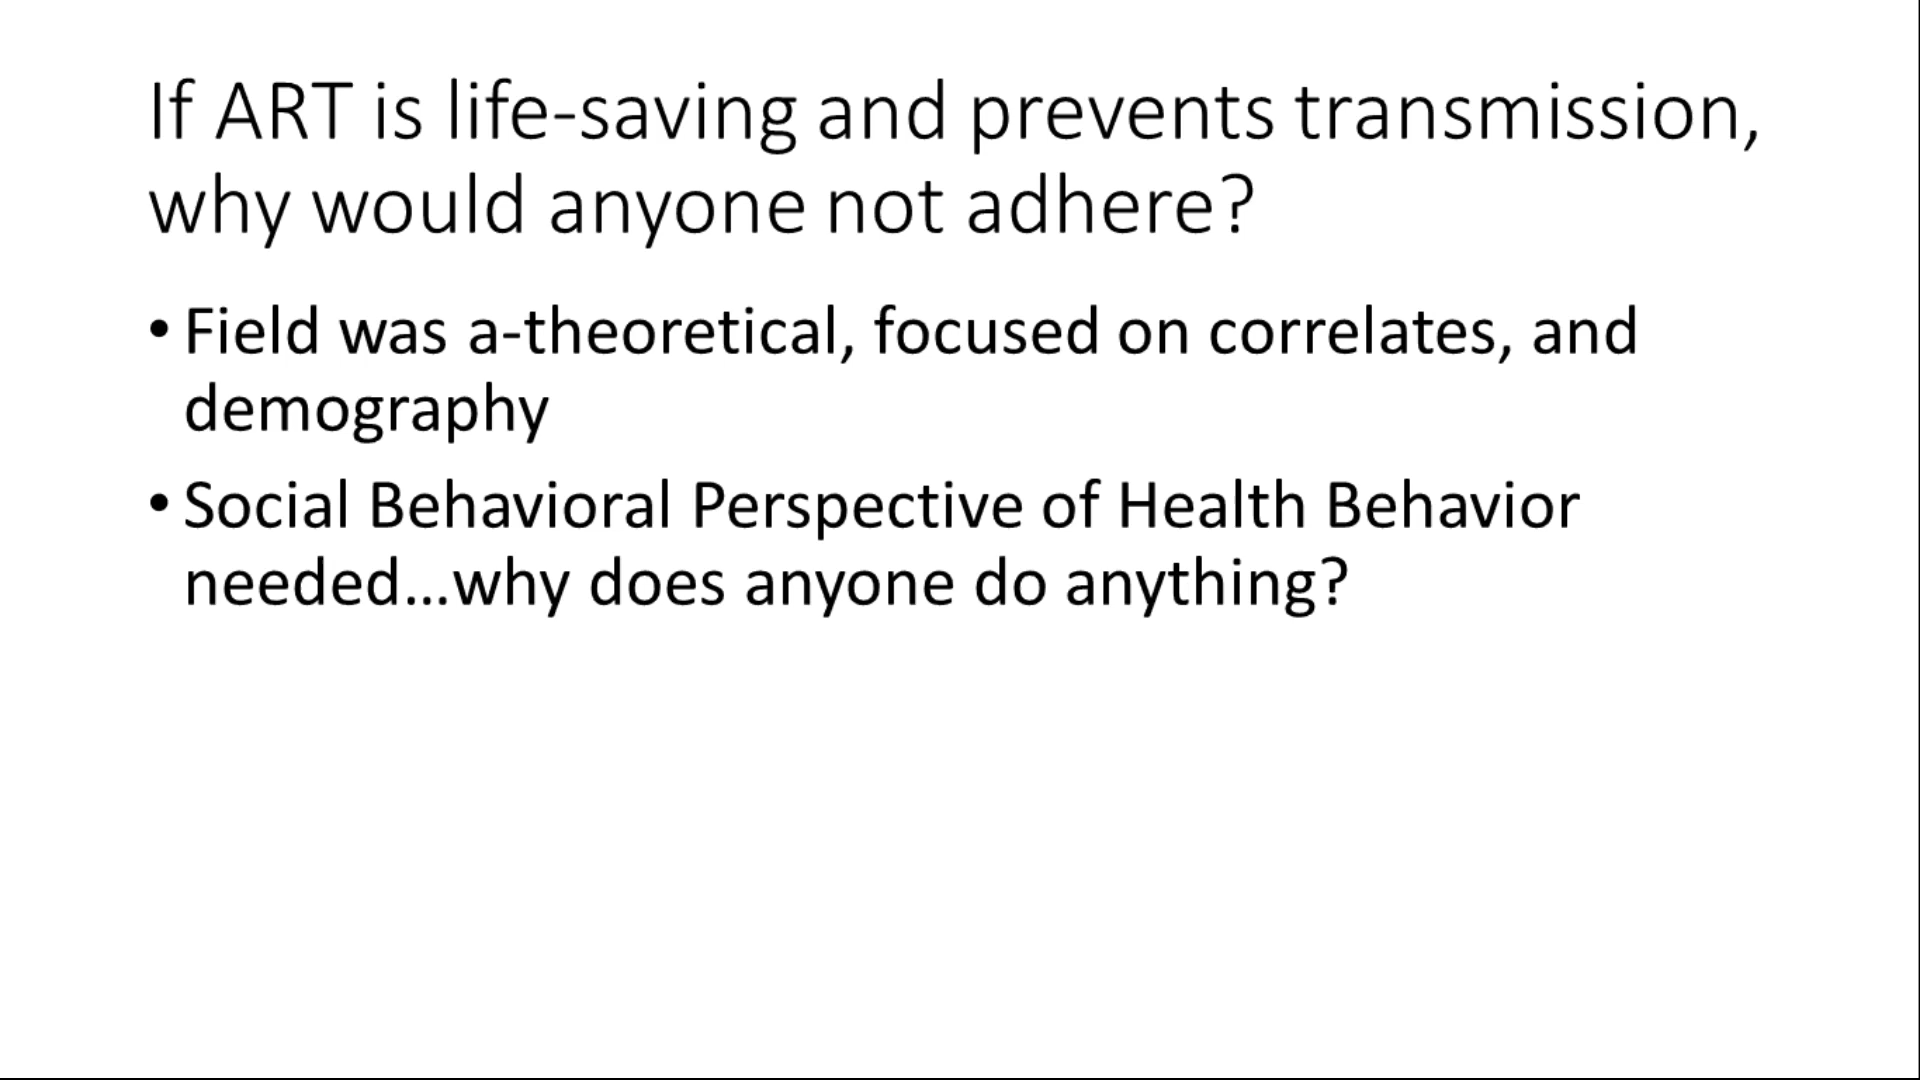 If ART is life-saving and prevents transmission,
why would anyone not adhere?
• Field was a-theoretical, focused on correlates, and
demography
• Social Behavioral Perspective of Health Behavior
needed...why does anyone do anything?